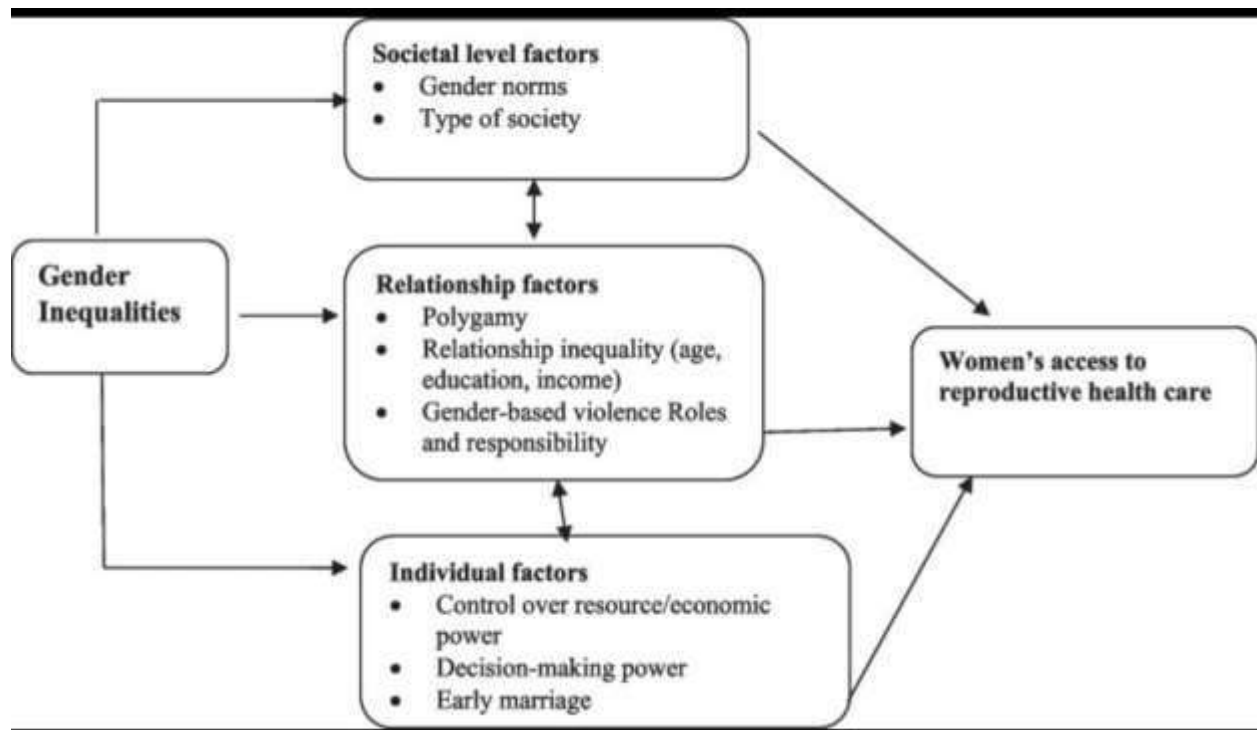 Societal level factors
• Gender norms
• Type of society
Gender
Inequalities
Relationship factors
• Polygamy
• Relationship inequality (age,
education, income)
• Gender-based violence Roles
and responsibility
Women's access to
reproductive health care
Individual factors
• Control over resource/economic
power
• Decision-making power
• Early marriage